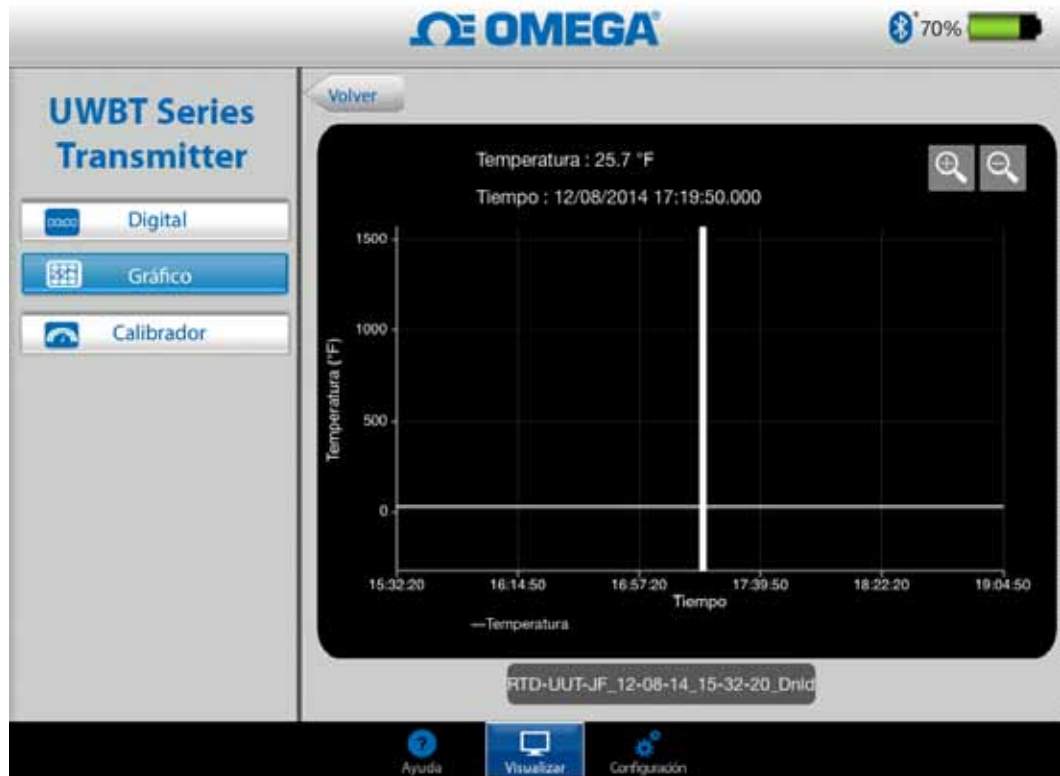 OMEGA
70%
UWBT Series
Transmitter
Digital
Gráfico
Calibrador
Volver
Temperatura : 25.7 °F
Tiempo : 12/08/2014 17:19:50.000
Temperatura (°F)
1500
1000
500
0
15:32:20 16:14:50 16:57:20 17:39:50 18:22:20 19:04:50
Tiempo
Temperatura
RTD-UUT-JF_12-08-14_15-32-20_Dnld
Ayuda Visualizar Configuración